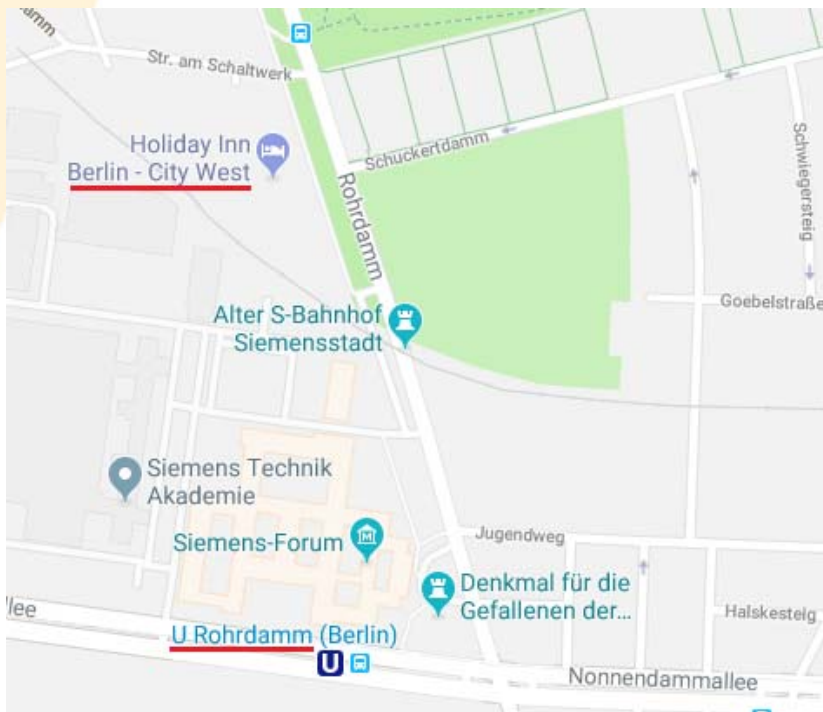 damm
Str. am Schaltwerk
Holiday Inn
Berlin - City West
Schuckertdamm
Schwiegersteig
Rohrdamm
Goebelstraße
Alter S-Bahnhof
Siemensstadt
Siemens Technik
Akademie
Jugendweg
Siemens-Forum
M
Denkmal für die
Gefallenen der...
Halskesteig
llee
U Rohrdamm (Berlin)
U
Nonnendammallee